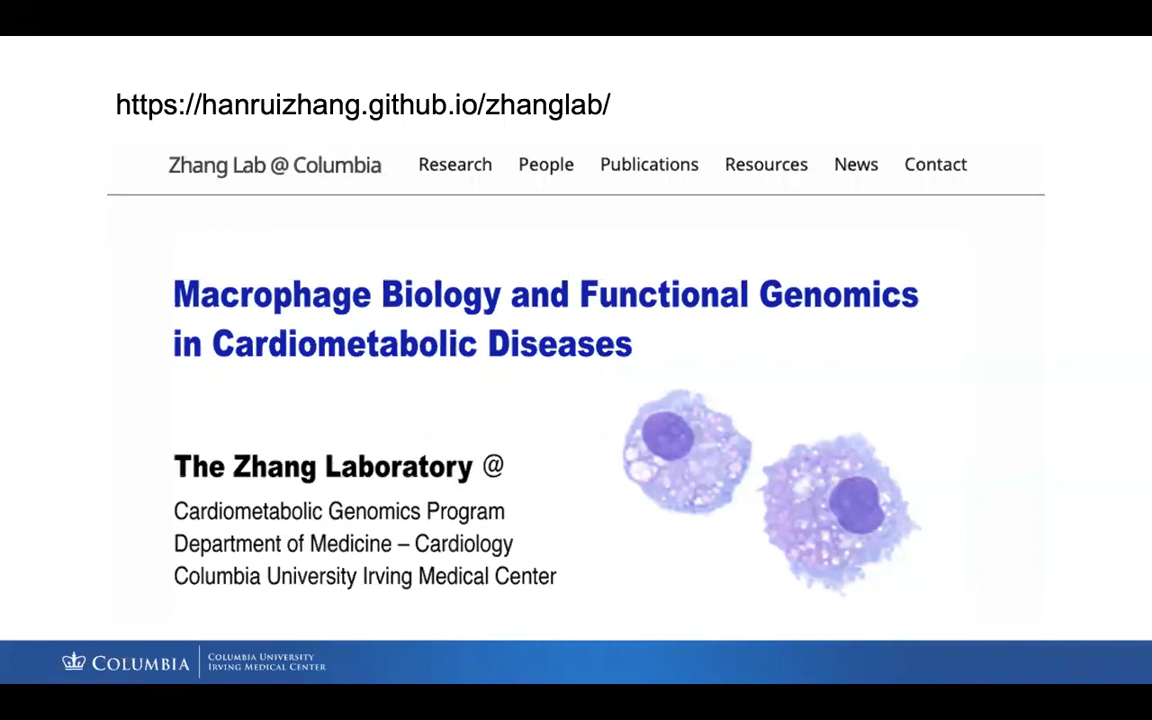 https://hanruizhang.github.io/zhanglab/
Zhang Lab @ Columbia Research People Publications Resources News Contact
Macrophage Biology and Functional Genomics
in Cardiometabolic Diseases
The Zhang Laboratory @
Cardiometabolic Genomics Program
Department of Medicine – Cardiology
Columbia University Irving Medical Center
COLUMBIA
COLUMBIA UNIVERSITY
IRVING MEDICAL CENTER